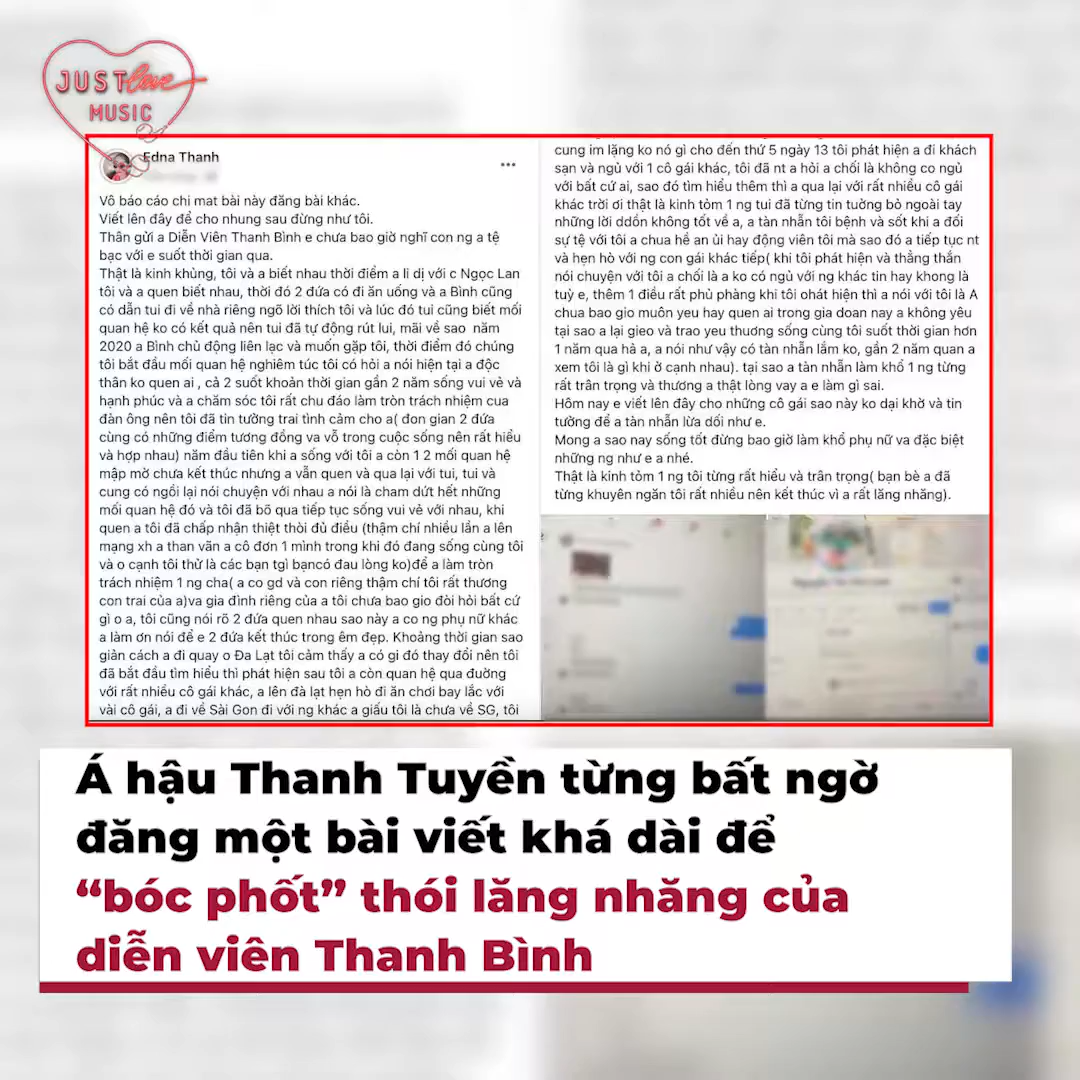 JUST love
MUSIC
Edna Thanh
Vô báo cáo chi mat bài này đăng bài khác.
Viết lên đây để cho nhung sau đừng như tôi.
Thân gửi a Diễn Viên Thanh Bình e chưa bao giờ nghĩ con ng a tệ
bạc với e suốt thời gian qua.
Thật là kinh khủng, tôi và a biết nhau thời điểm a li dị với c Ngọc Lan
tôi và a quen biết nhau, thời đó 2 đứa có đi ăn uống và a Bình cũng
có dẫn tui đi về nhà riêng ngõ lời thích tôi và lúc đó tui cũng biết mối
quan hệ ko có kết quả nên tui đã tự động rút lui, mãi về sao năm
2020 a Bình chủ động liên lạc và muốn gặp tôi, thời điểm đó chúng
tôi bắt đầu mối quan hệ nghiêm túc tôi có hỏi a nói hiện tại a độc
thân ko quen ai , cả 2 suốt khoản thời gian gần 2 năm sống vui vẻ và
hạnh phúc và a chăm sóc tôi rất chu đáo làm tròn trách nhiệm cua
đàn ông nên tôi đã tin tưởng trai tình cảm cho a( đon gian 2 đứa
cùng có những điểm tương đồng va vỗ trong cuộc sống nên rất hiểu
và hợp nhau) năm đầu tiên khi a sống với tôi a còn 1 2 mối quan hệ
mập mờ chưa kết thúc nhưng a vẫn quen và qua lại với tui, tui và
cung có ngồi lại nói chuyện với nhau a nói là cham dứt hết những
mối quan hệ đó và tôi đã bõ qua tiếp tục sống vui vẻ với nhau, khi
quen a tôi đã chấp nhận thiệt thòi đủ điều (thậm chí nhiều lần a lên
mạng xh a than văn a cô đơn 1 mình trong khi đó đang sống cùng tôi
và o cạnh tôi thử là các bạn tgì bạncó đau lòng ko)để a làm tròn
trách nhiệm 1 ng cha( a co gd và con riêng thậm chí tôi rất thương
con trai của a)và gia đình riêng của a tôi chưa bao gio đòi hỏi bất cứ
gì o a, tôi cũng nói rõ 2 đứa quen nhau sao này a co ng phụ nữ khác
a làm ơn nói để e 2 đứa kết thúc trong êm đẹp. Khoảng thời gian sao
giản cách a đi quay o Đa Lạt tôi cảm thấy a có gì đó thay đổi nên tôi
đã bắt đầu tìm hiểu thì phát hiện sau tôi a còn quan hệ qua đường
với rất nhiều cô gái khác, a lên đà lạt hẹn hò đi ăn chơi bay lắc với
vài cô gái, a đi về Sài Gon đi với ng khác a giấu tôi là chưa về SG, tôi
cung im lặng ko nó gì cho đến thứ 5 ngày 13 tôi phát hiện a đi khách
sạn và ngủ với 1 cô gái khác, tôi đã nt a hỏi a chối là không co ngủ
với bất cứ ai, sao đó tìm hiểu thêm thì a qua lại với rất nhiều cô gái
khác trời ơi thật là kinh tỏm 1 ng tui đã từng tin tuởng bỏ ngoài tay
những lời ddồn không tốt về a, a tàn nhẫn tôi bệnh và sốt khi a đối
sự tệ với tôi a chua hề an ủi hay động viên tôi mà sao đó a tiếp tục nt
và hẹn hò với ng con gái khác tiếp( khi tôi phát hiện và thẳng thắn
nói chuyện với tôi a chối là a ko có ngủ với ng khác tin hay khong là
tuỳ e, thêm 1 điều rất phủ phàng khi tôi ohát hiện thì a nói với tôi là A
chua bao gio muôn yeu hay quen ai trong gia doan nay a không yêu
tại sao a lại gieo và trao yeu thuơng sống cùng tôi suốt thời gian hơn
1 năm qua hả a, a nói như vậy có tàn nhẫn lắm ko, gần 2 năm quan a
xem tôi là gì khi ở cạnh nhau). tại sao a tàn nhẫn làm khổ 1 ng từng
rất trân trọng và thương a thật lòng vay a e làm gì sai.
Hôm nay e viết lên đây cho những cô gái sao này ko dại khờ và tin
tưởng để a tàn nhẫn lừa dối như e.
Mong a sao nay sống tốt đừng bao giờ làm khổ phụ nữ va đặc biệt
những ng như e a nhé.
Thật là kinh tỏm 1 ng tôi từng rất hiểu và trân trọng( bạn bè a đã
từng khuyên ngăn tôi rất nhiều nên kết thúc vì a rất lăng nhăng).
Á hậu Thanh Tuyền từng bất ngờ
đăng một bài viết khá dài để
“bóc phốt” thói lăng nhăng của
diễn viên Thanh Bình